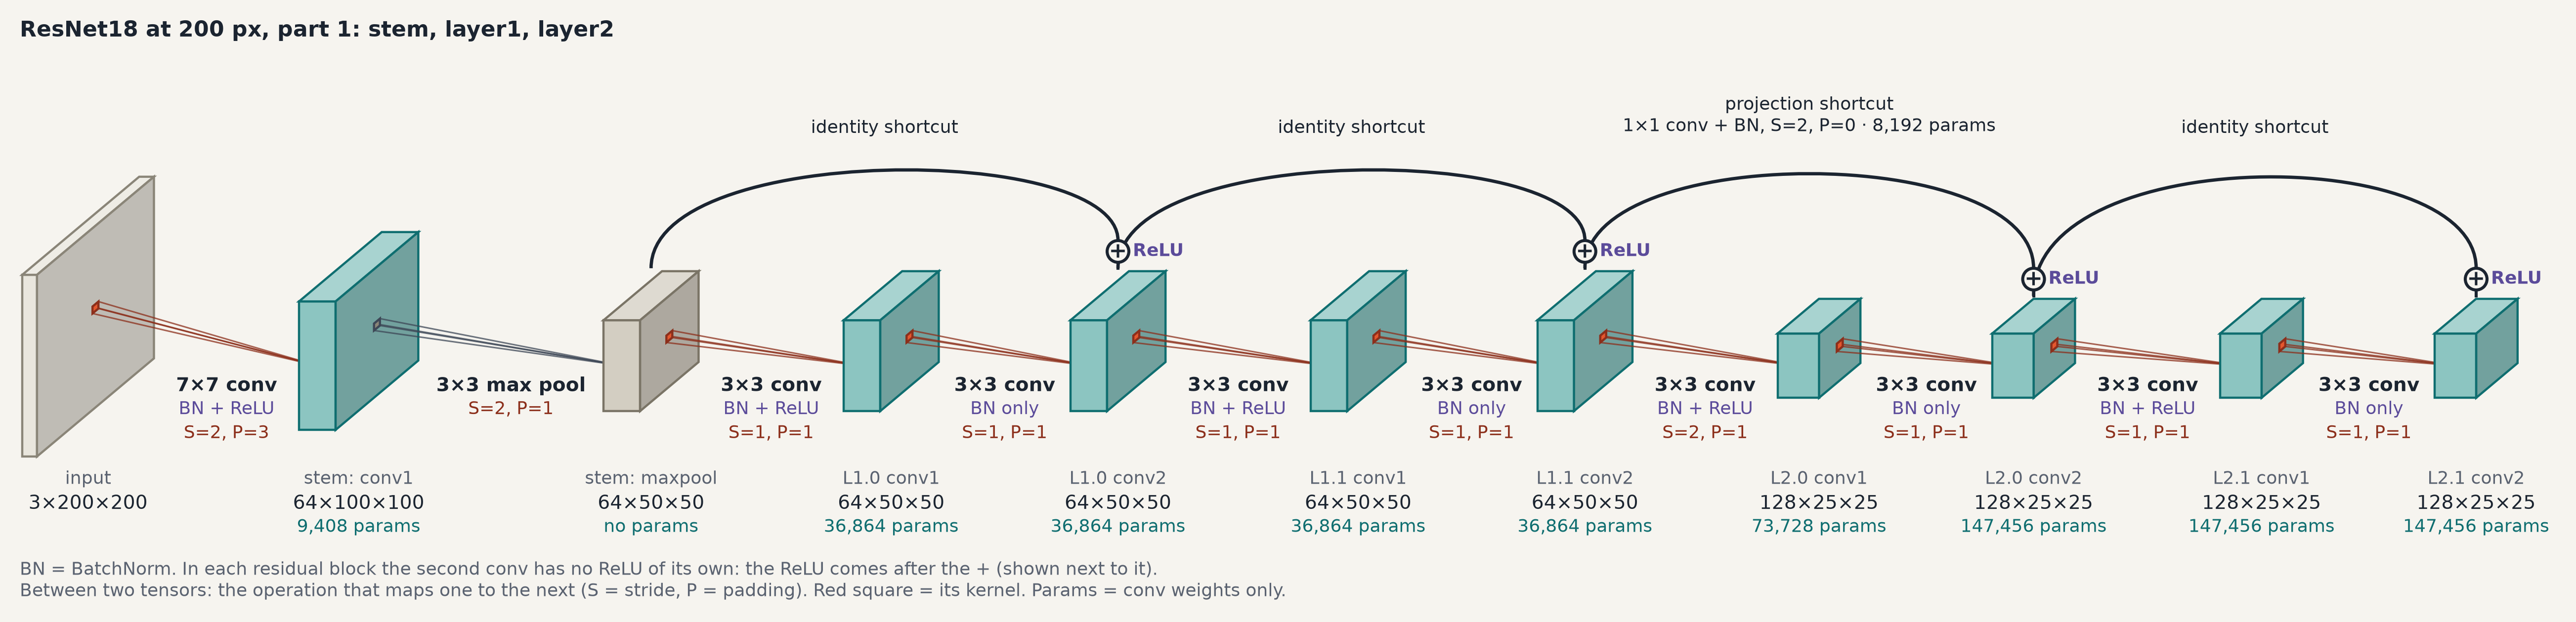 ResNet18 at 200 px, part 1: stem, layer1, layer2
identity shortcut
identity shortcut
projection shortcut
1×1 conv + BN, S=2, P=0 · 8,192 params
identity shortcut
ReLU
ReLU
ReLU
ReLU
7×7 conv
BN + ReLU
S=2, P=3
3×3 max pool
S=2, P=1
3×3 conv
BN + ReLU
S=1, P=1
3×3 conv
BN only
S=1, P=1
3×3 conv
BN + ReLU
S=1, P=1
3×3 conv
BN only
S=1, P=1
3×3 conv
BN + ReLU
S=2, P=1
3×3 conv
BN only
S=1, P=1
3×3 conv
BN + ReLU
S=1, P=1
3×3 conv
BN only
S=1, P=1
input
3×200×200
stem: conv1
64×100×100
9,408 params
stem: maxpool
64×50×50
no params
L1.0 conv1
64×50×50
36,864 params
L1.0 conv2
64×50×50
36,864 params
L1.1 conv1
64×50×50
36,864 params
L1.1 conv2
64×50×50
36,864 params
L2.0 conv1
128×25×25
73,728 params
L2.0 conv2
128×25×25
147,456 params
L2.1 conv1
128×25×25
147,456 params
L2.1 conv2
128×25×25
147,456 params
BN = BatchNorm. In each residual block the second conv has no ReLU of its own: the ReLU comes after the + (shown next to it).
Between two tensors: the operation that maps one to the next (S = stride, P = padding). Red square = its kernel. Params = conv weights only.